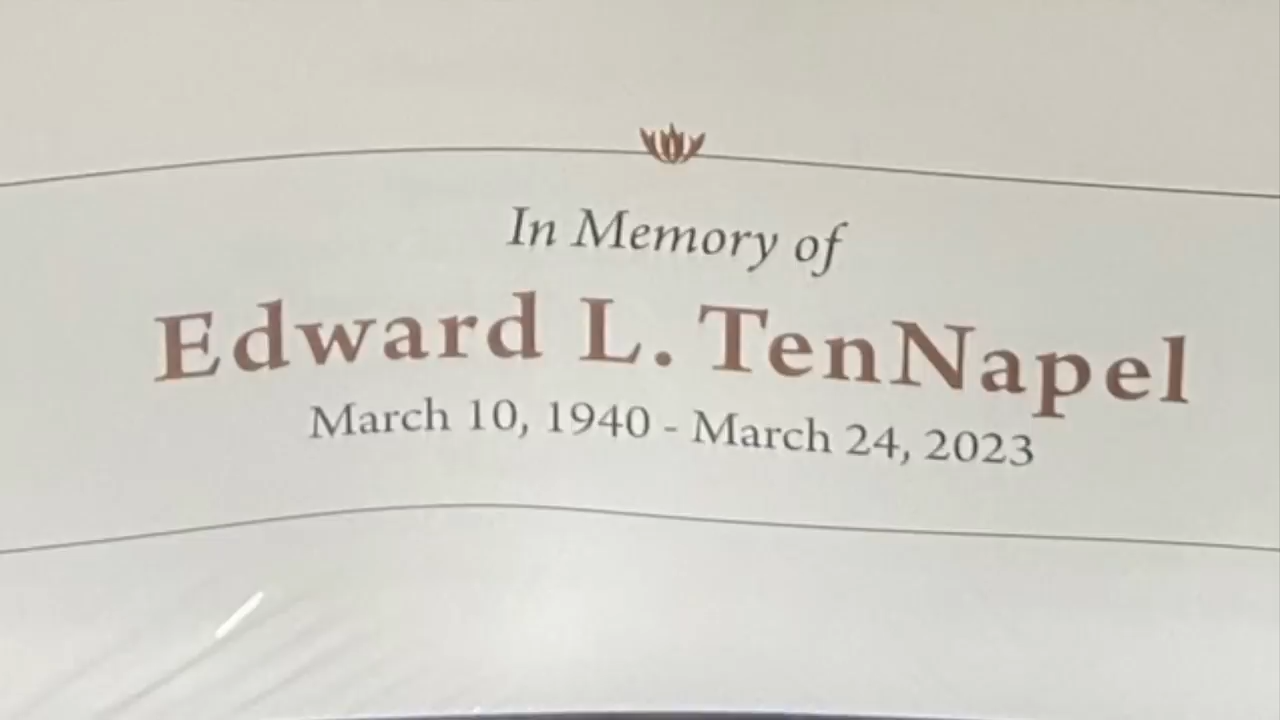 In Memory of
Edward L. TenNapel
March 10, 1940 - March 24, 2023